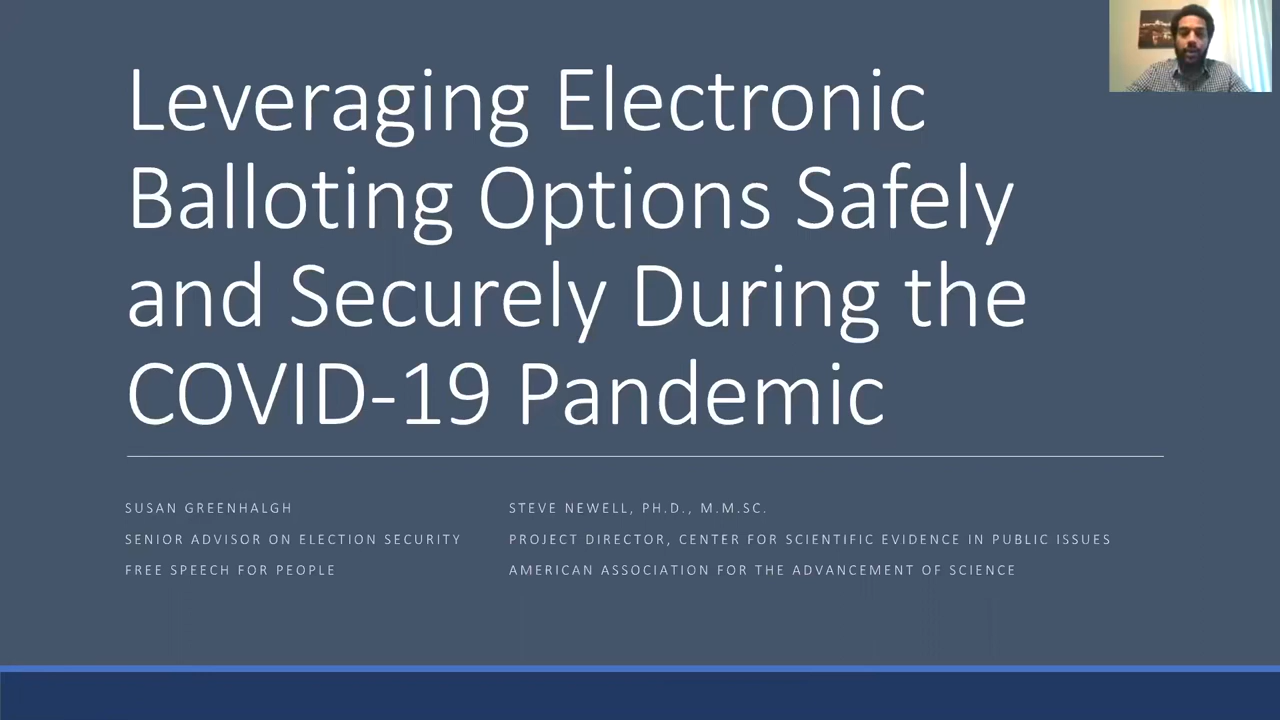 Leveraging Electronic
Balloting Options Safely
and Securely During the
COVID-19 Pandemic
SUSAN GREENHALGH
SENIOR ADVISOR ON ELECTION SECURITY
FREE SPEECH FOR PEOPLE
STEVE NEWELL, PH.D., M.M.SC.
PROJECT DIRECTOR, CENTER FOR SCIENTIFIC EVIDENCE IN PUBLIC ISSUES
AMERICAN ASSOCIATION FOR THE ADVANCEMENT OF SCIENCE